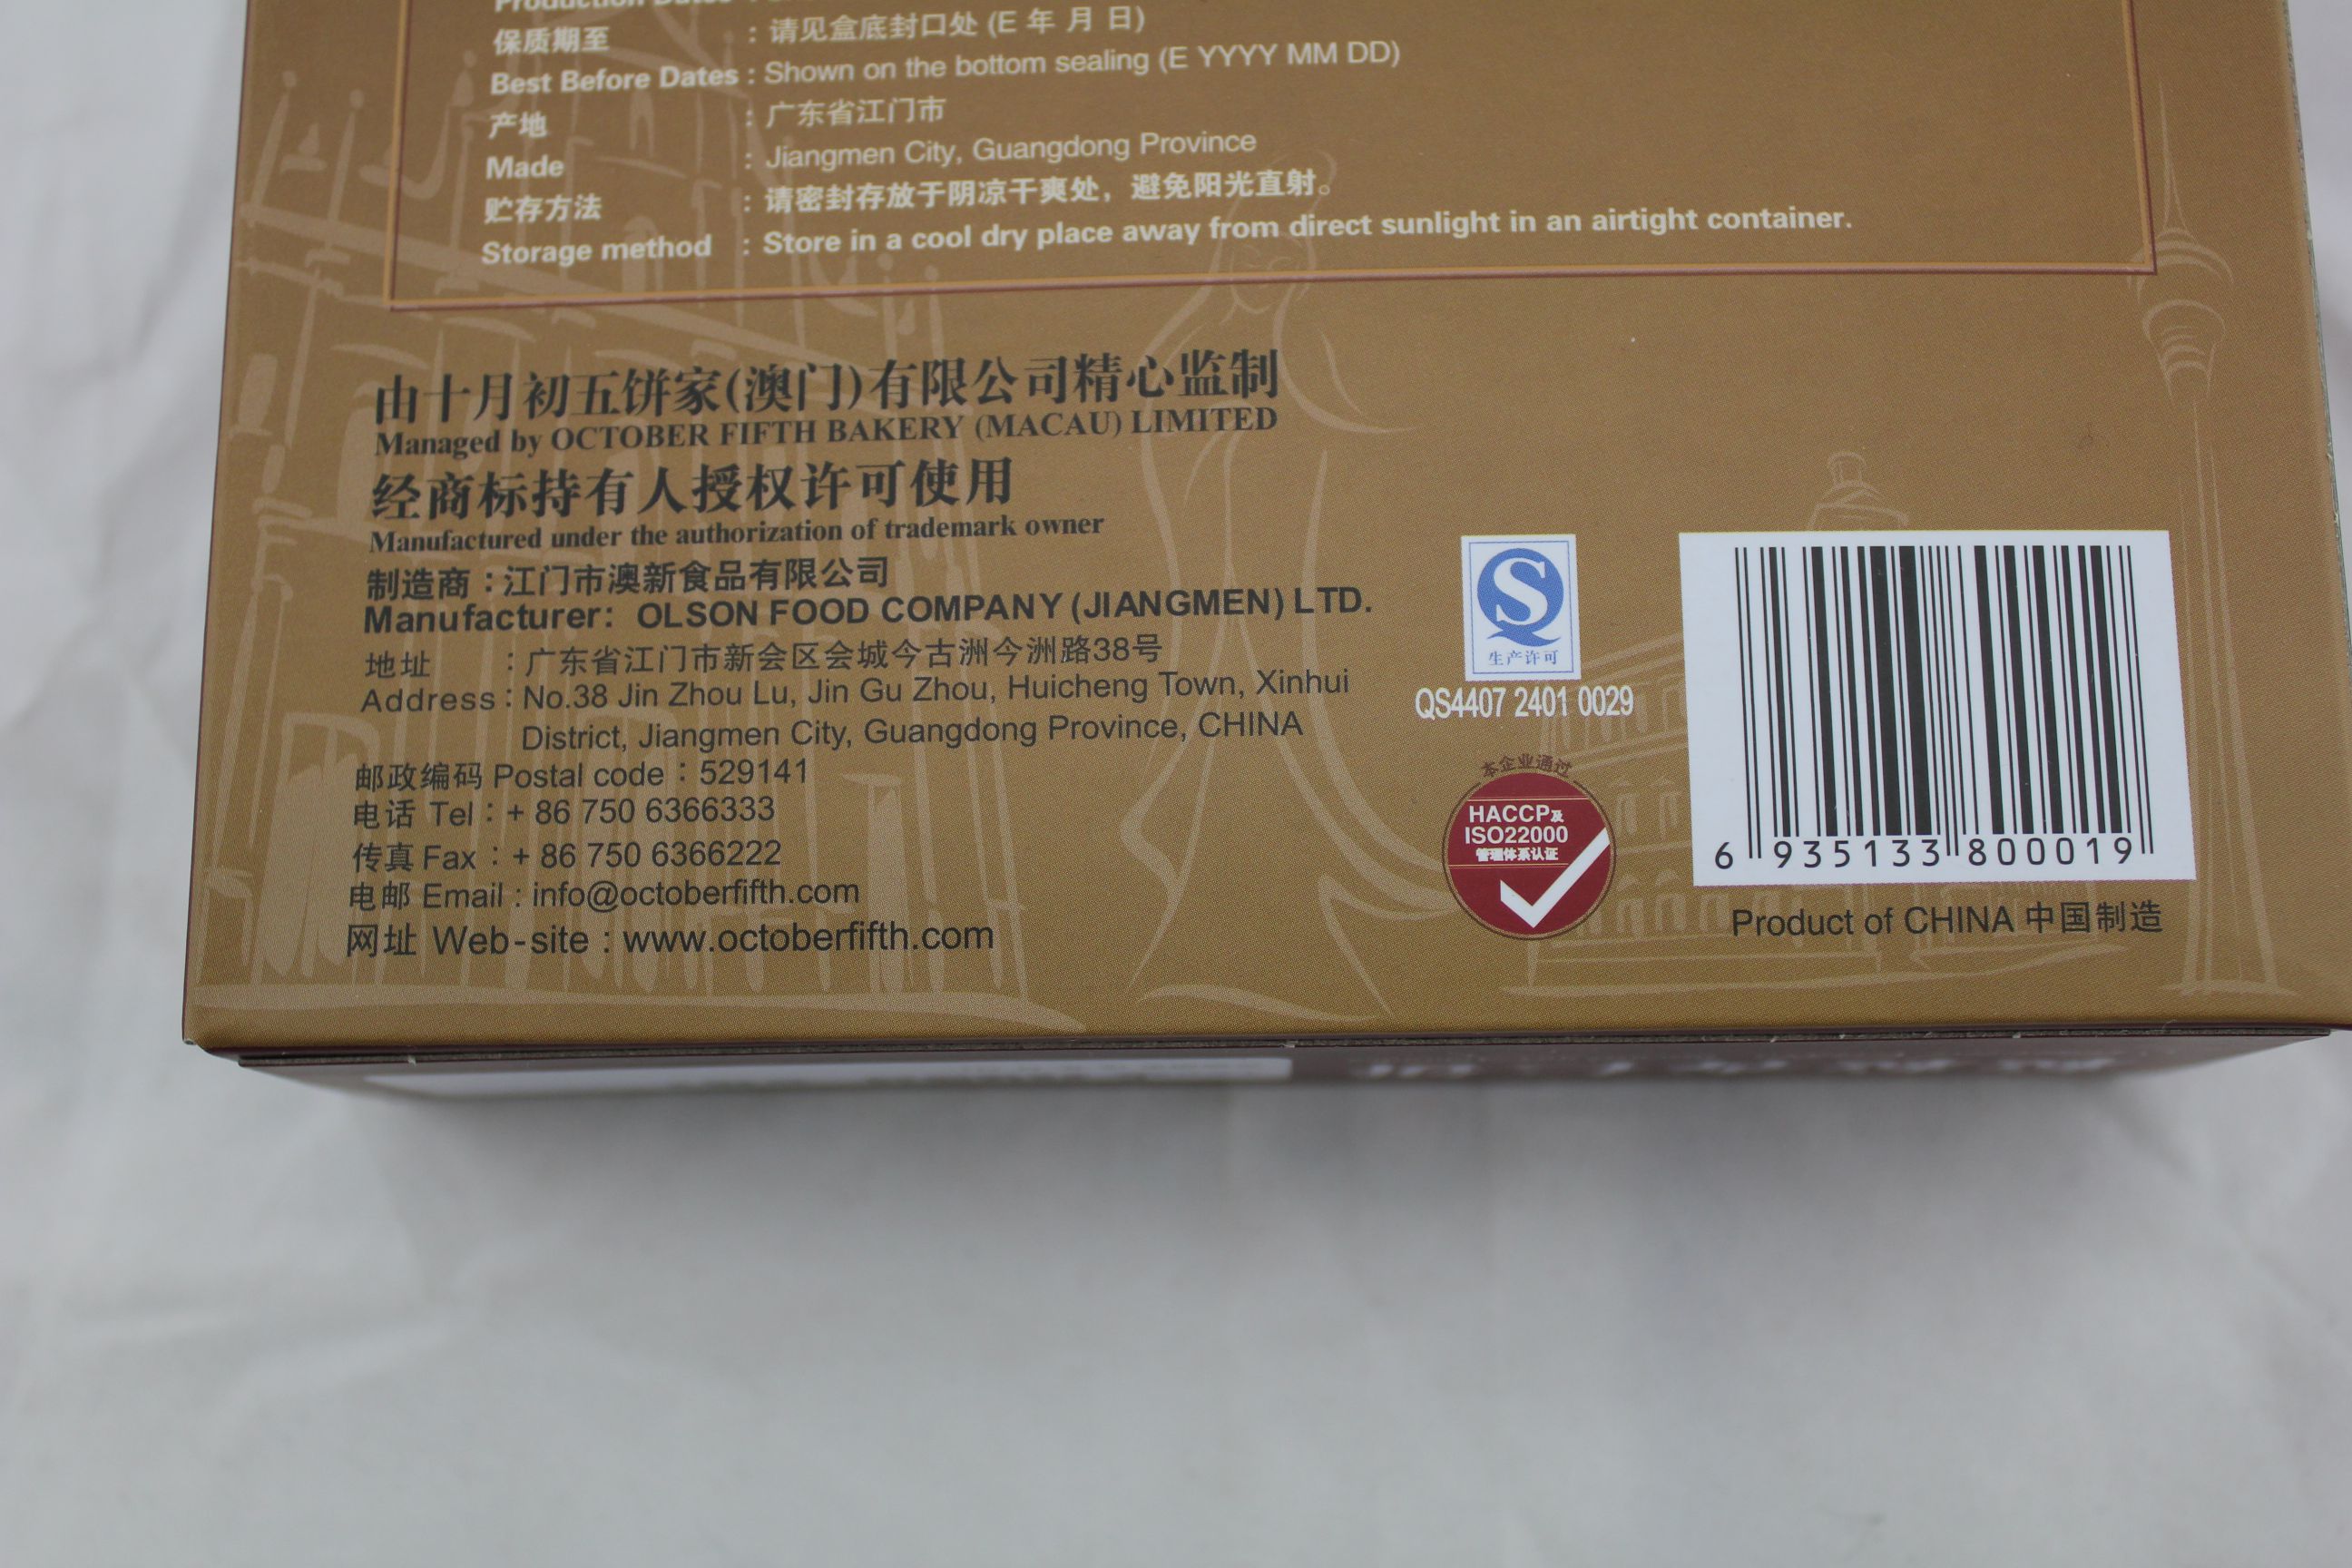 Production Dates :
保质期至 : 请见盒底封口处 (E 年 月 日)
Best Before Dates : Shown on the bottom sealing (E YYYY MM DD)
产地 : 广东省江门市
Made : Jiangmen City, Guangdong Province
贮存方法 : 请密封存放于阴凉干爽处，避免阳光直射。
Storage method : Store in a cool dry place away from direct sunlight in an airtight container.
由十月初五饼家(澳门)有限公司精心监制
Managed by OCTOBER FIFTH BAKERY (MACAU) LIMITED
经商标持有人授权许可使用
Manufactured under the authorization of trademark owner
制造商：江门市澳新食品有限公司
Manufacturer: OLSON FOOD COMPANY (JIANGMEN) LTD.
地址 : 广东省江门市新会区会城今古洲今洲路38号
Address : No.38 Jin Zhou Lu, Jin Gu Zhou, Huicheng Town, Xinhui
District, Jiangmen City, Guangdong Province, CHINA
邮政编码 Postal code : 529141
电话 Tel : + 86 750 6366333
传真 Fax : + 86 750 6366222
电邮 Email : info@octoberfifth.com
网址 Web-site : www.octoberfifth.com
生产许可
QS4407 2401 0029
本企业通过
HACCP及
ISO22000
管理体系认证
6 935133 800019
Product of CHINA 中国制造